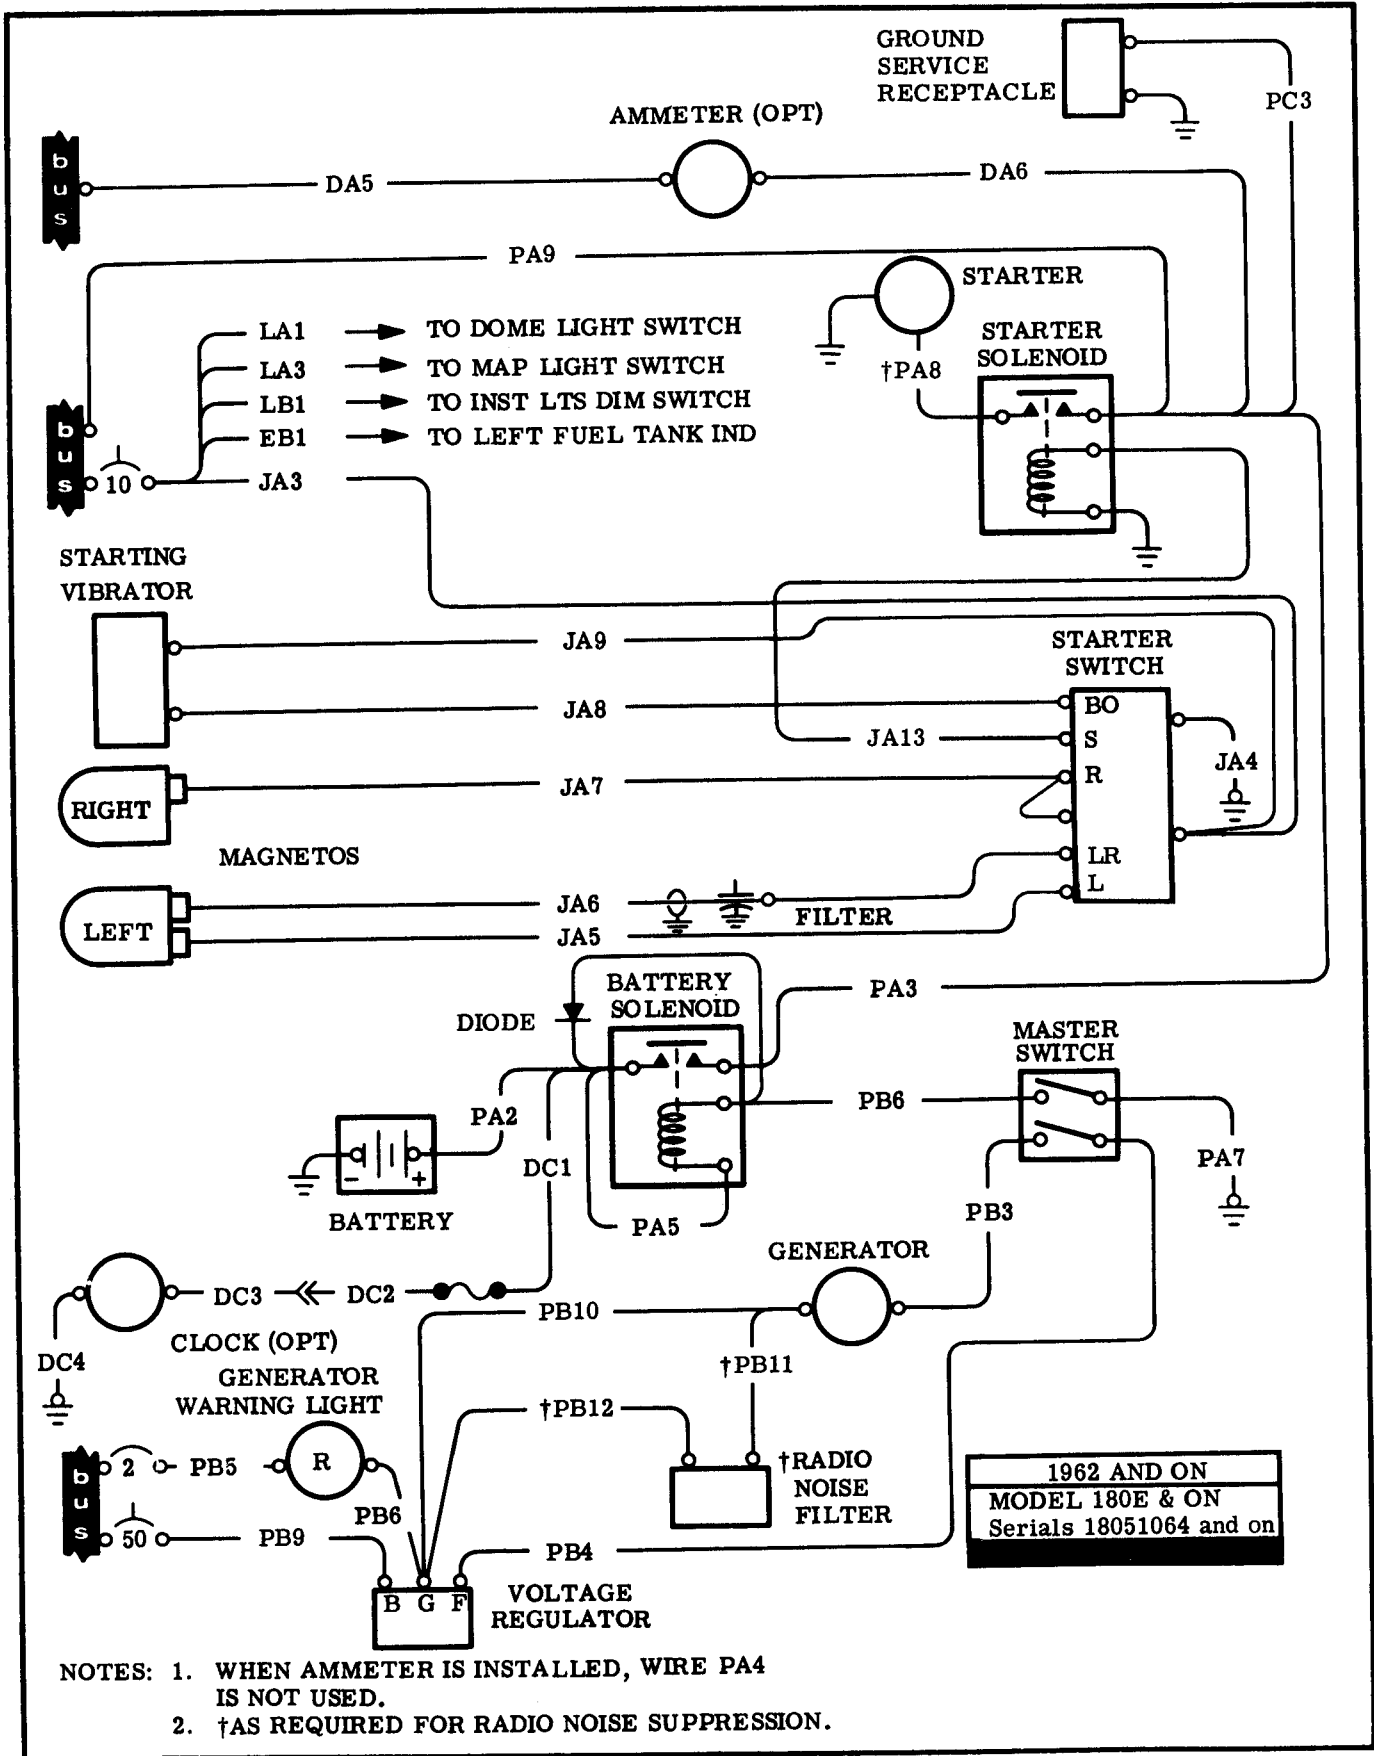 GROUND
SERVICE
RECEPTACLE
PC3
AMMETER (OPT)
bus
DA5
DA6
PA9
STARTER
STARTER
SOLENOID
†PA8
LA1 TO DOME LIGHT SWITCH
LA3 TO MAP LIGHT SWITCH
LB1 TO INST LTS DIM SWITCH
EB1 TO LEFT FUEL TANK IND
bus
10
JA3
STARTING
VIBRATOR
JA9
STARTER
SWITCH
JA8
BO
JA13
S
JA4
JA7
R
RIGHT
MAGNETOS
LR
L
JA6
FILTER
LEFT
JA5
BATTERY
SOLENOID
PA3
DIODE
MASTER
SWITCH
PB6
PA2
DC1
PA7
- +
BATTERY
PA5
PB3
GENERATOR
DC3
DC2
PB10
CLOCK (OPT)
DC4
†PB11
GENERATOR
WARNING LIGHT
†PB12
bus
2
PB5
R
†RADIO
NOISE
FILTER
1962 AND ON
MODEL 180E & ON
Serials 18051064 and on
PB6
50
PB9
PB4
B G F
VOLTAGE
REGULATOR
NOTES: 1. WHEN AMMETER IS INSTALLED, WIRE PA4
IS NOT USED.
2. †AS REQUIRED FOR RADIO NOISE SUPPRESSION.